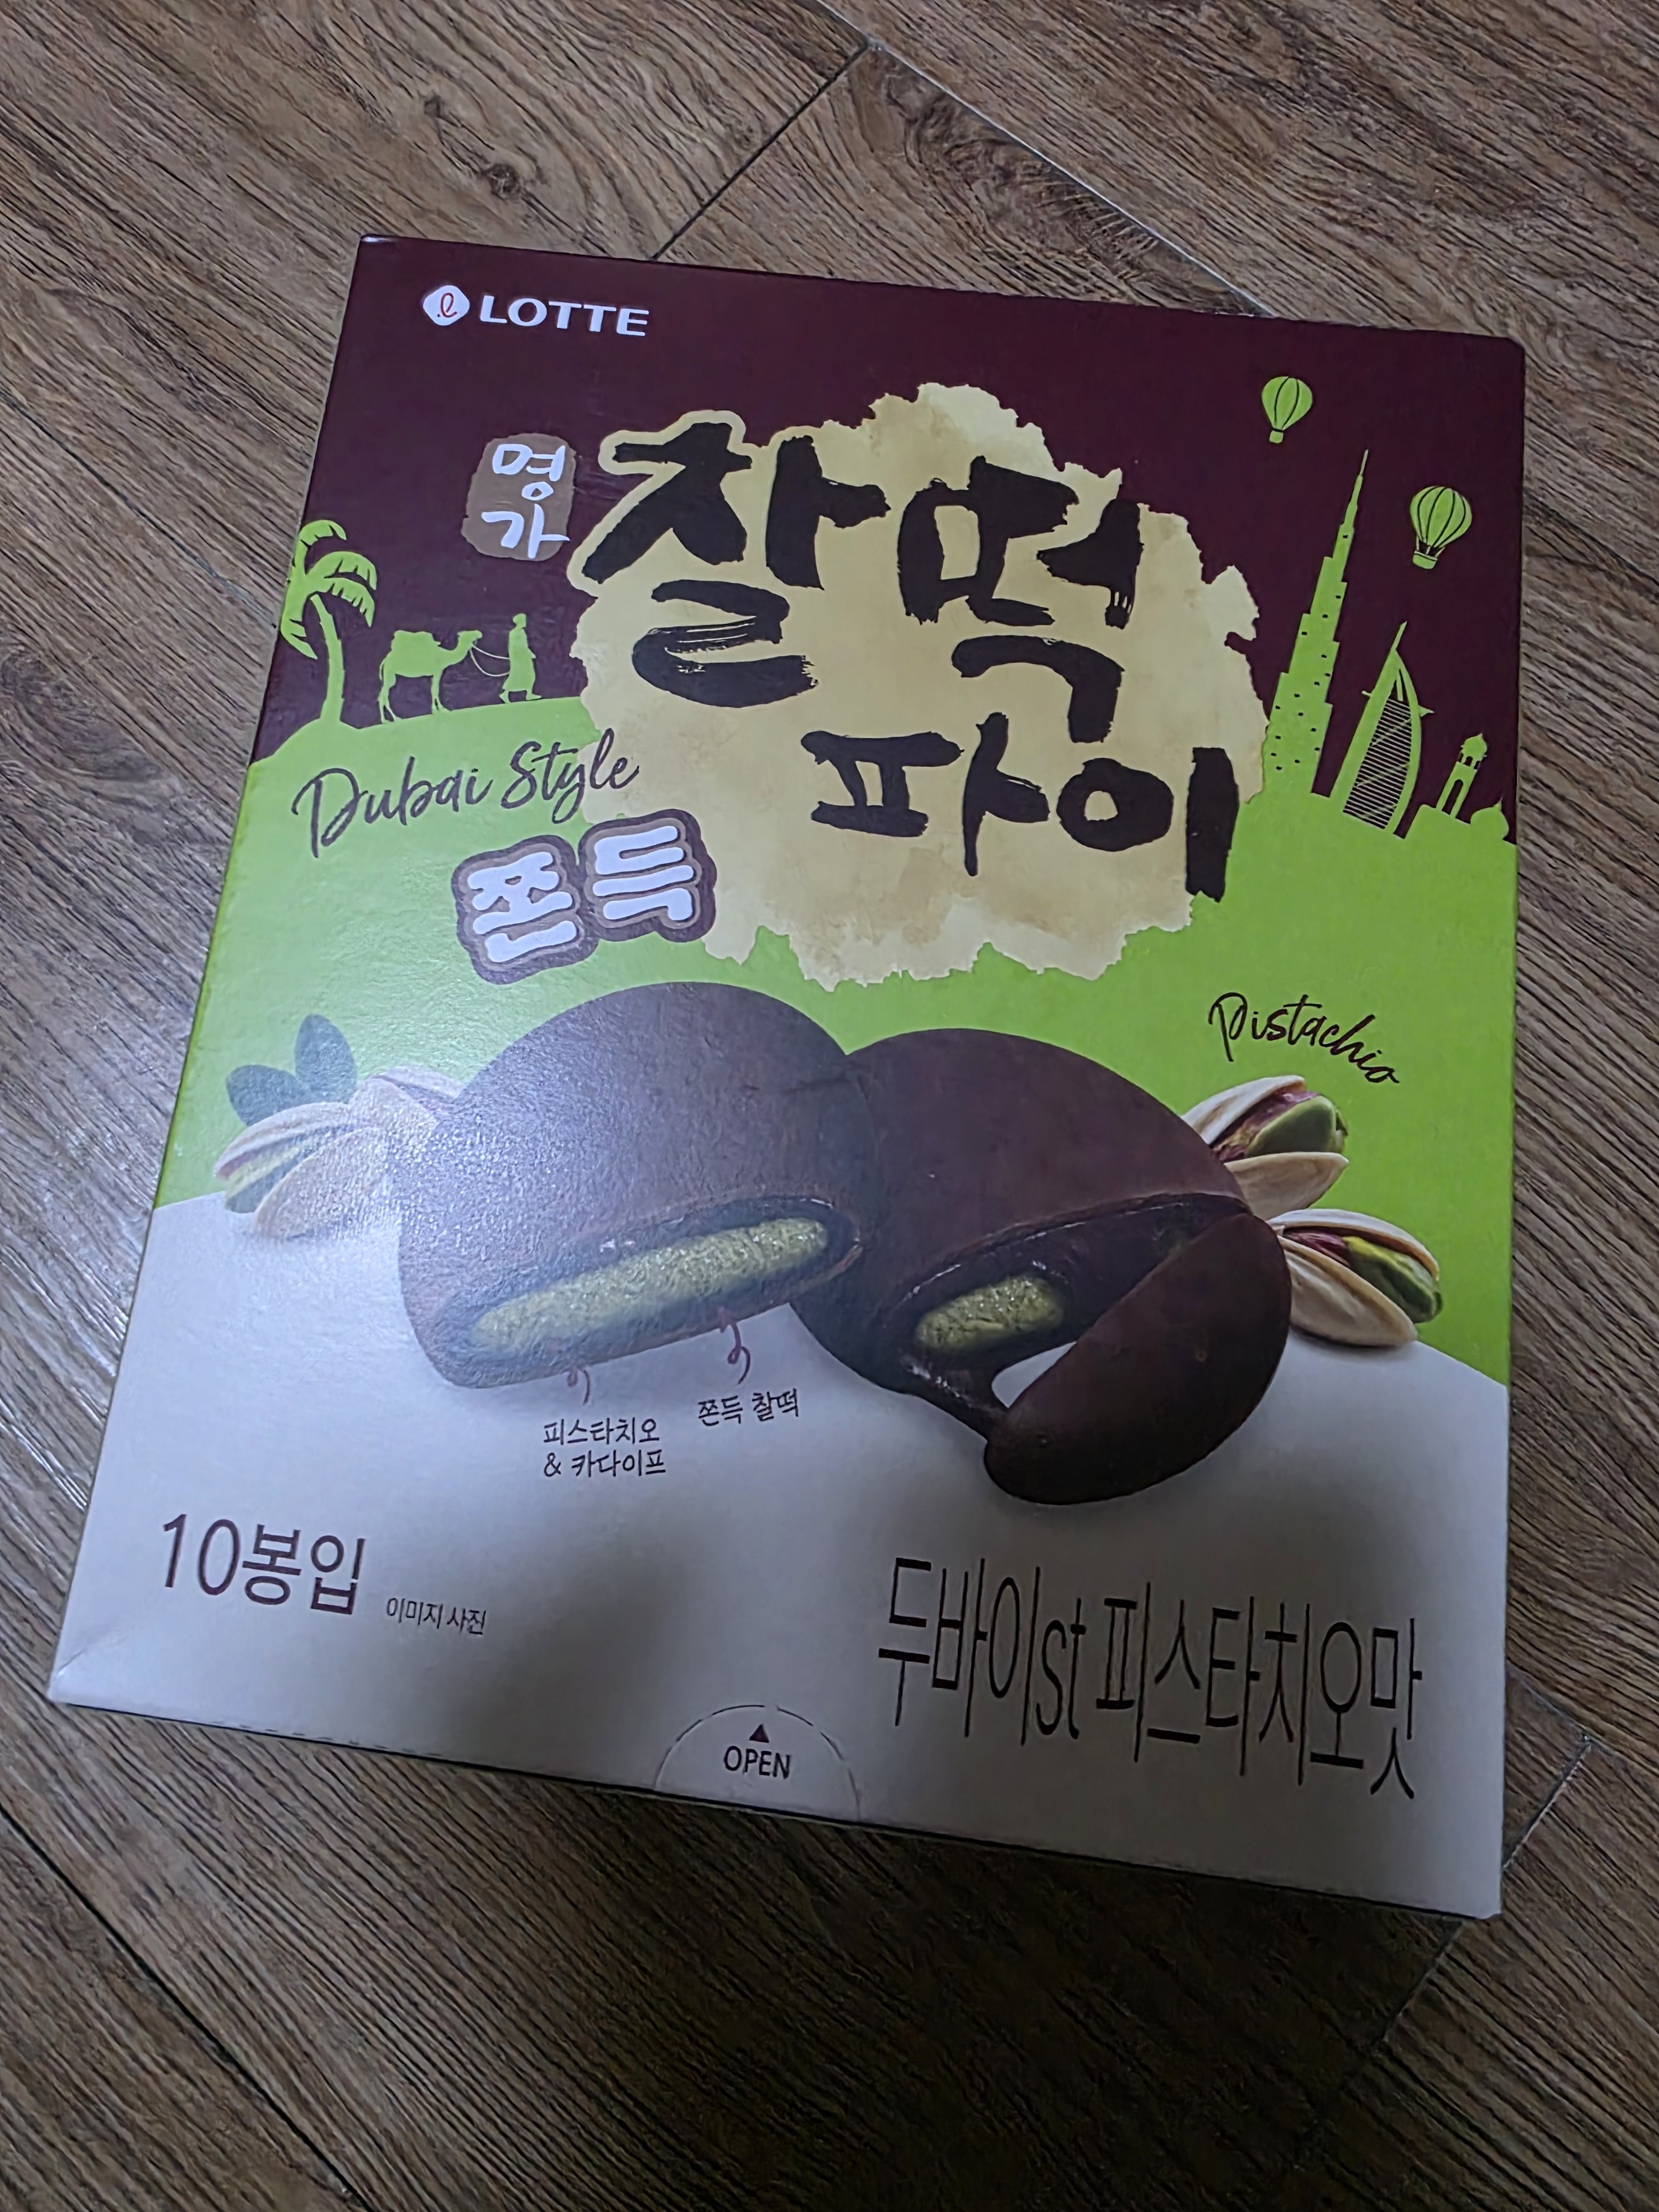 LOTTE
명가
찰떡
파이
Dubai Style
쫀득
Pistachio
쫀득 찰떡
피스타치오
& 카다이프
10봉입
이미지 사진
두바이st 피스타치오맛
OPEN